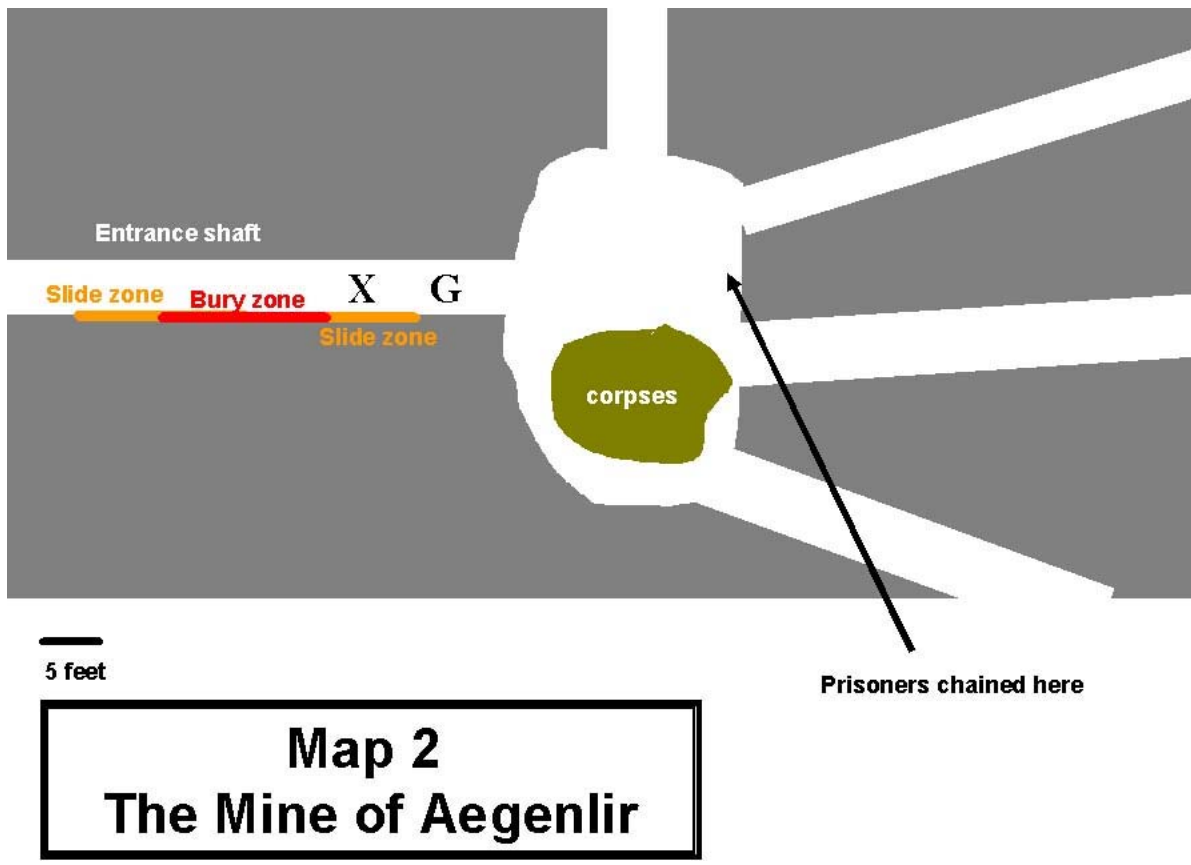 Entrance shaft
Slide zone
Bury zone
X
G
Slide zone
corpses
5 feet
Prisoners chained here
Map 2
The Mine of Aegenlir